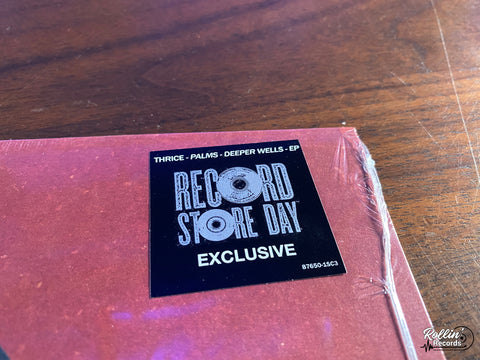 THRICE - PALMS - DEEPER WELLS - EP
RECORD
STORE DAY
EXCLUSIVE
87650-15C3
Rollin'
Records